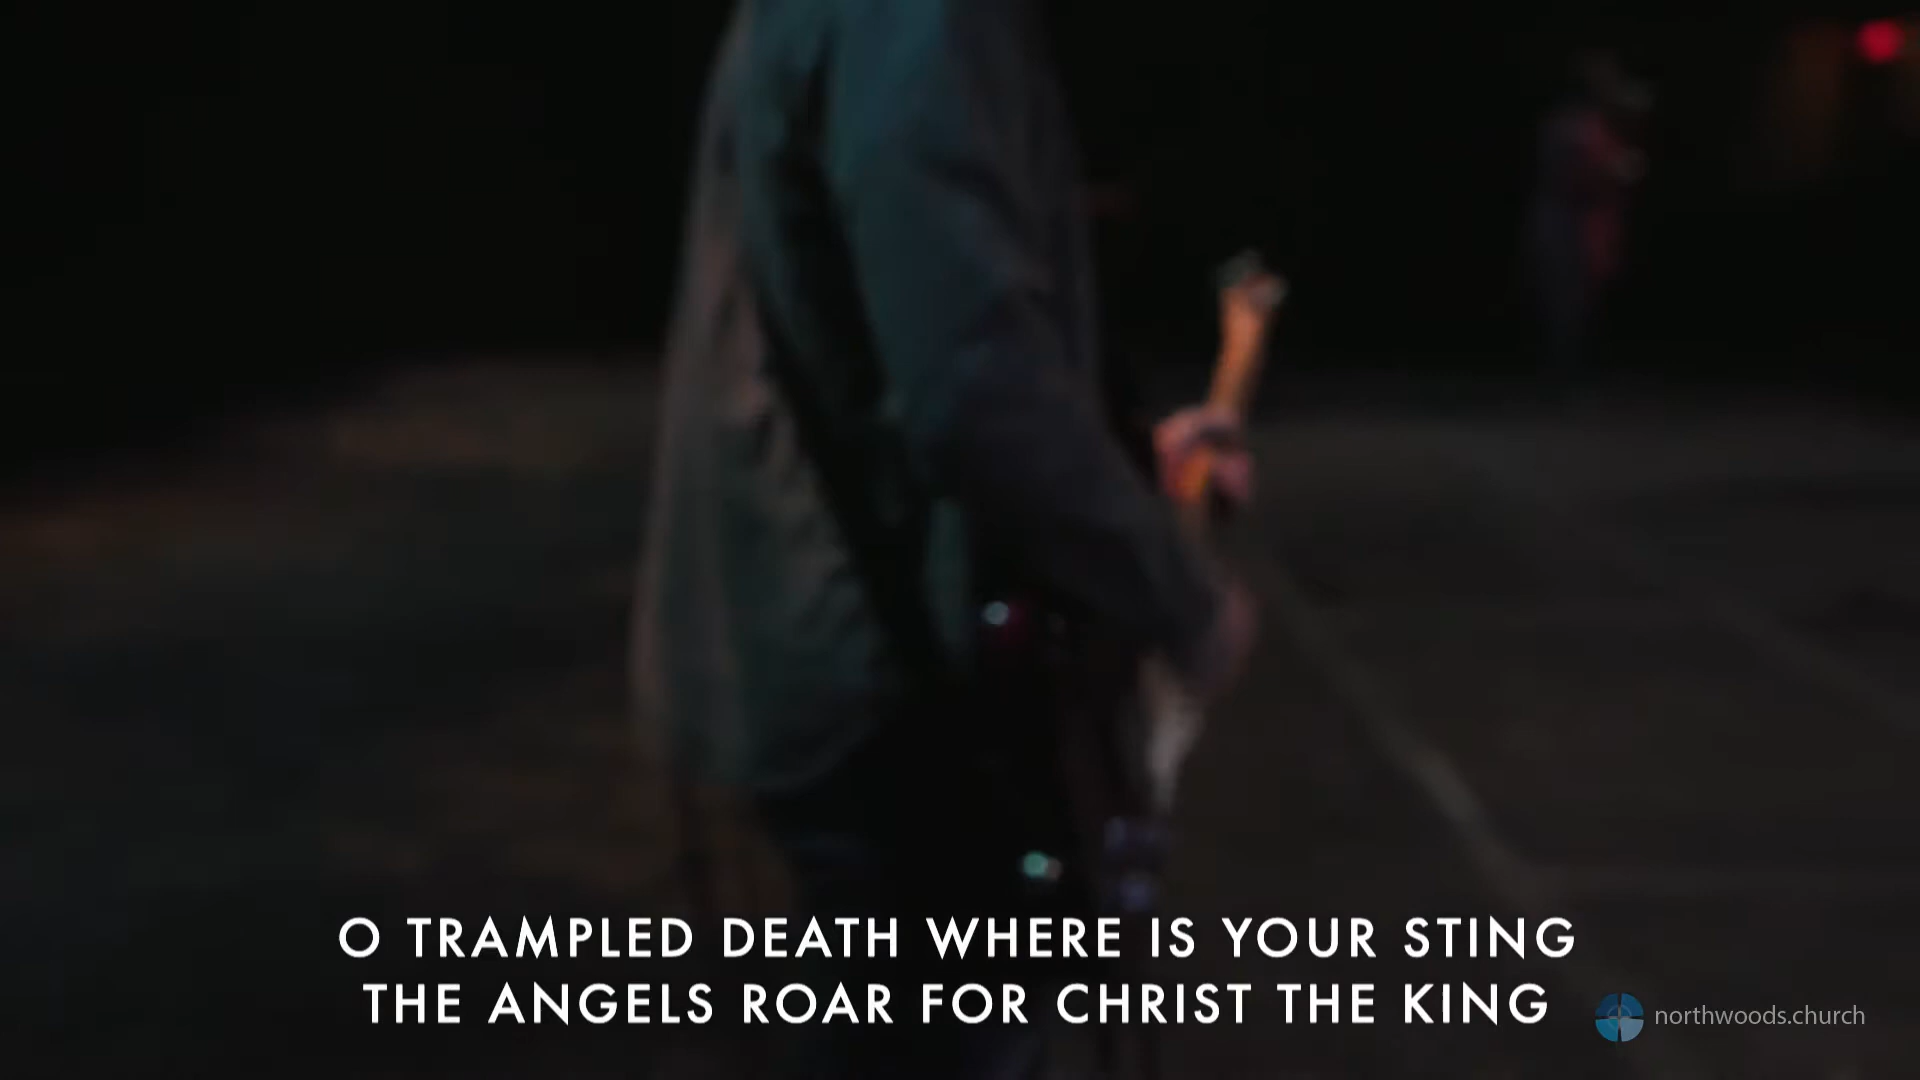 O TRAMPLED DEATH WHERE IS YOUR STING
THE ANGELS ROAR FOR CHRIST THE KING
northwoods.church